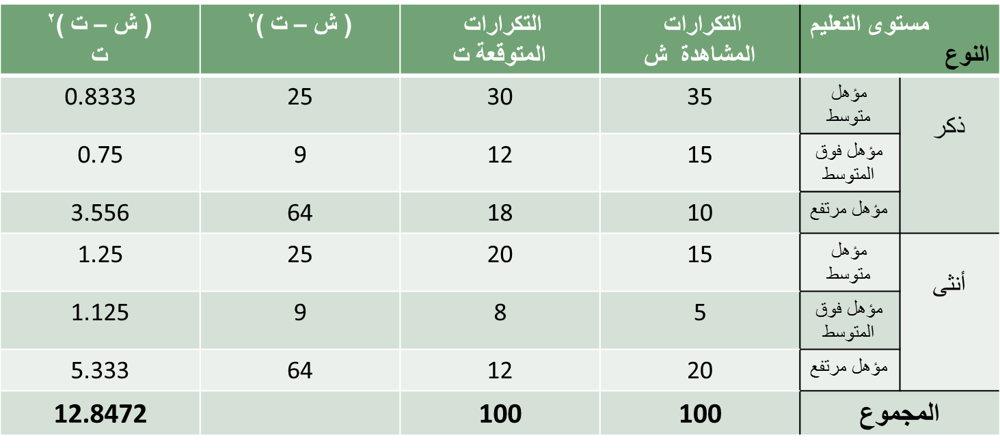 مستوى التعليم
النوع
التكرارات
المشاهدة ش
التكرارات
المتوقعة ت
( ش – ت )٢
( ش – ت )٢
ت
ذكر
مؤهل
متوسط
35
30
25
0.8333
مؤهل فوق
المتوسط
15
12
9
0.75
مؤهل مرتفع
10
18
64
3.556
أنثى
مؤهل
متوسط
15
20
25
1.25
مؤهل فوق
المتوسط
5
8
9
1.125
مؤهل مرتفع
20
12
64
5.333
المجموع
100
100
12.8472